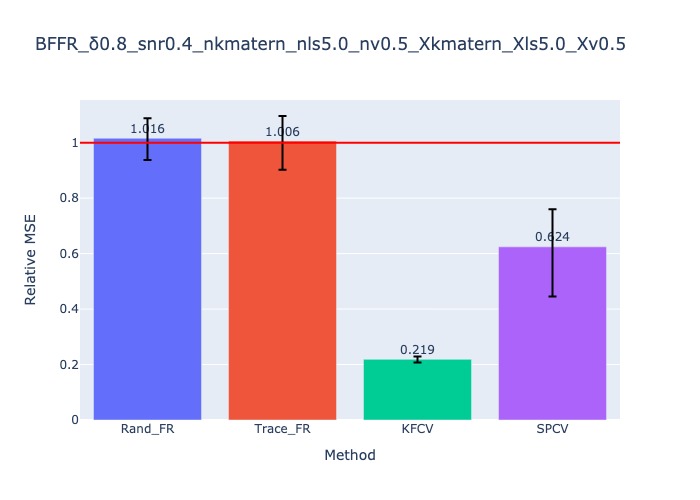 BFFR_δ0.8_snr0.4_nkmatern_nls5.0_nv0.5_Xkmatern_Xls5.0_Xv0.5
1.016
1.006
0.219
0.624
1
0.8
0.6
0.4
0.2
0
Relative MSE
Rand_FR
Trace_FR
KFCV
SPCV
Method